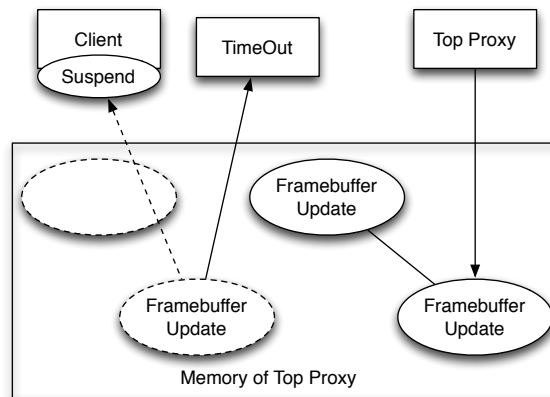 Client
Suspend
TimeOut
Top Proxy
Framebuffer
Update
Framebuffer
Update
Framebuffer
Update
Memory of Top Proxy